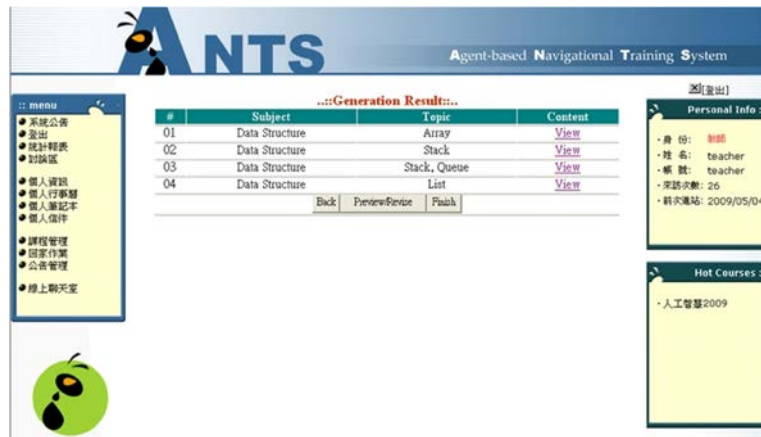 ANTS
Agent-based Navigational Training System
:: menu
系統公告
登出
統計報表
討論區
個人資訊
個人行事曆
個人筆記本
個人信件
課程管理
回家作業
公告管理
線上聊天室
..::Generation Result::..
# Subject Topic Content
01 Data Structure Array View
02 Data Structure Stack View
03 Data Structure Stack, Queue View
04 Data Structure List View
Back Preview/Revise Finish
[登出]
Personal Info :
・身 份: 教師
・姓 名: teacher
・帳 號: teacher
・來訪次數: 26
・前次進站: 2009/05/04
Hot Courses :
・人工智慧2009